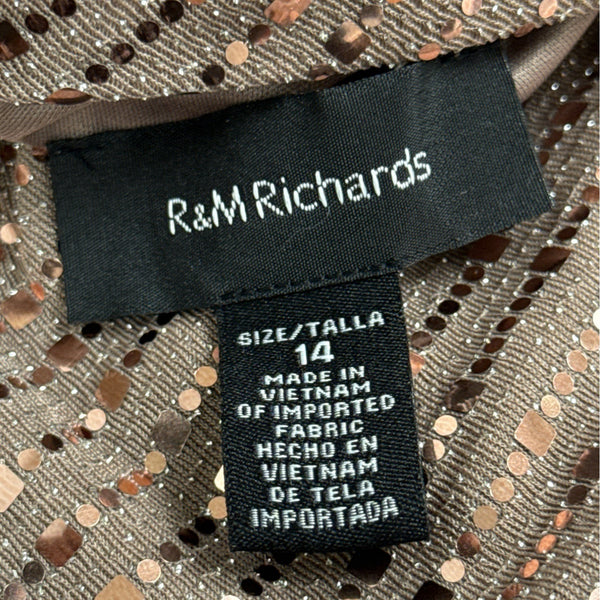 R&M Richards
SIZE/TALLA
14
MADE IN
VIETNAM
OF IMPORTED
FABRIC
HECHO EN
VIETNAM
DE TELA
IMPORTADA